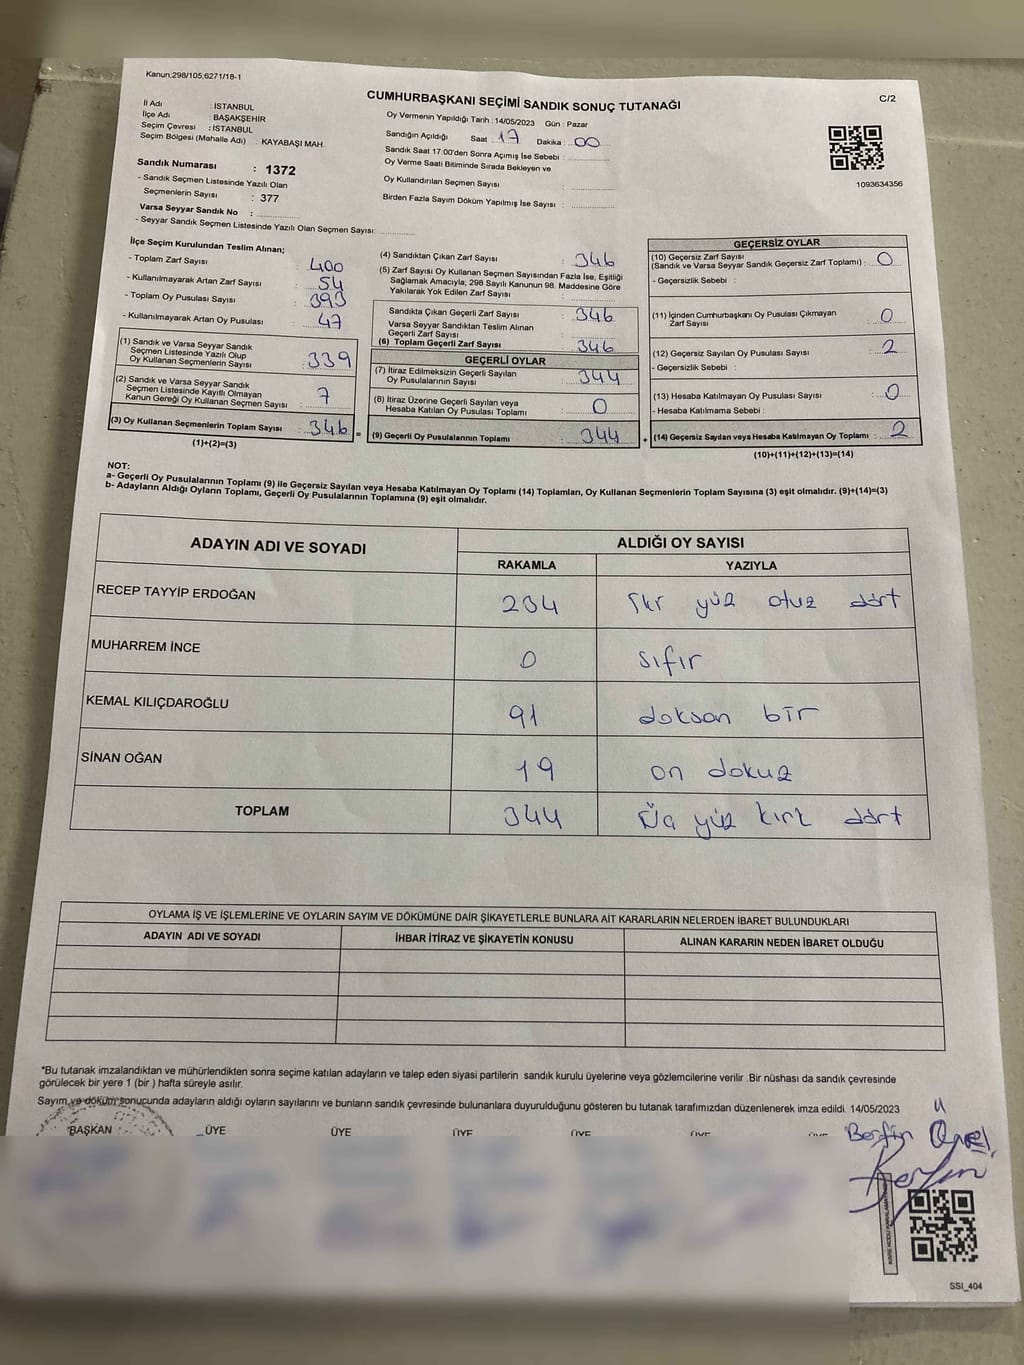 Kanun;298/105,6271/18-1
CUMHURBAŞKANI SEÇİMİ SANDIK SONUÇ TUTANAĞI
C/2
İl Adı : İSTANBUL
İlçe Adı : BAŞAKŞEHİR
Seçim Çevresi : İSTANBUL
Seçim Bölgesi (Mahalle Adı) : KAYABAŞI MAH.
Oy Vermenin Yapıldığı Tarih : 14/05/2023 Gün : Pazar
Sandığın Açıldığı Saat : 17 Dakika : 00
Sandık Saat 17:00'den Sonra Açımış İse Sebebi :
Oy Verme Saati Bitiminde Sırada Bekleyen ve
Oy Kullandırılan Seçmen Sayısı :
Birden Fazla Sayım Döküm Yapılmış İse Sayısı :
1093634356
Sandık Numarası : 1372
- Sandık Seçmen Listesinde Yazılı Olan
Seçmenlerin Sayısı : 377
Varsa Seyyar Sandık No :
- Seyyar Sandık Seçmen Listesinde Yazılı Olan Seçmen Sayısı:
İlçe Seçim Kurulundan Teslim Alınan;
- Toplam Zarf Sayısı : 400
- Kullanılmayarak Artan Zarf Sayısı : 54
- Toplam Oy Pusulası Sayısı : 393
- Kullanılmayarak Artan Oy Pusulası : 47
(1) Sandık ve Varsa Seyyar Sandık
Seçmen Listesinde Yazılı Olup
Oy Kullanan Seçmenlerin Sayısı : 339
(2) Sandık ve Varsa Seyyar Sandık
Seçmen Listesinde Kayıtlı Olmayan
Kanun Gereği Oy Kullanan Seçmen Sayısı : 7
(3) Oy Kullanan Seçmenlerin Toplam Sayısı : 346
(1)+(2)=(3)
(4) Sandıktan Çıkan Zarf Sayısı : 346
(5) Zarf Sayısı Oy Kullanan Seçmen Sayısından Fazla İse, Eşitliği
Sağlamak Amacıyla; 298 Sayılı Kanunun 98. Maddesine Göre
Yakılarak Yok Edilen Zarf Sayısı :
Sandıkta Çıkan Geçerli Zarf Sayısı : 346
Varsa Seyyar Sandıktan Teslim Alınan
Geçerli Zarf Sayısı :
(6) Toplam Geçerli Zarf Sayısı : 346
GEÇERLİ OYLAR
(7) İtiraz Edilmeksizin Geçerli Sayılan
Oy Pusulalarının Sayısı : 344
(8) İtiraz Üzerine Geçerli Sayılan veya
Hesaba Katılan Oy Pusulası Toplamı : 0
(9) Geçerli Oy Pusulalarının Toplamı : 344
GEÇERSİZ OYLAR
(10) Geçersiz Zarf Sayısı
(Sandık ve Varsa Seyyar Sandık Geçersiz Zarf Toplamı) : 0
- Geçersizlik Sebebi :
(11) İçinden Cumhurbaşkanı Oy Pusulası Çıkmayan
Zarf Sayısı : 0
(12) Geçersiz Sayılan Oy Pusulası Sayısı : 2
- Geçersizlik Sebebi :
(13) Hesaba Katılmayan Oy Pusulası Sayısı : 0
- Hesaba Katılmama Sebebi :
(14) Geçersiz Sayılan veya Hesaba Katılmayan Oy Toplamı : 2
(10)+(11)+(12)+(13)=(14)
NOT:
a- Geçerli Oy Pusulalarının Toplamı (9) ile Geçersiz Sayılan veya Hesaba Katılmayan Oy Toplamı (14) Toplamları, Oy Kullanan Seçmenlerin Toplam Sayısına (3) eşit olmalıdır. (9)+(14)=(3)
b- Adayların Aldığı Oyların Toplamı, Geçerli Oy Pusulalarının Toplamına (9) eşit olmalıdır.
ADAYIN ADI VE SOYADI ALDIĞI OY SAYISI
RAKAMLA YAZIYLA
RECEP TAYYİP ERDOĞAN 234 İki yüz otuz dört
MUHARREM İNCE 0 sıfır
KEMAL KILIÇDAROĞLU 91 doksan bir
SİNAN OĞAN 19 on dokuz
TOPLAM 344 Üç yüz kırk dört
OYLAMA İŞ VE İŞLEMLERİNE VE OYLARIN SAYIM VE DÖKÜMÜNE DAİR ŞİKAYETLERLE BUNLARA AİT KARARLARIN NELERDEN İBARET BULUNDUKLARI
ADAYIN ADI VE SOYADI İHBAR İTİRAZ VE ŞİKAYETİN KONUSU ALINAN KARARIN NEDEN İBARET OLDUĞU
*Bu tutanak imzalandıktan ve mühürlendikten sonra seçime katılan adayların ve talep eden siyasi partilerin sandık kurulu üyelerine veya gözlemcilerine verilir .Bir nüshası da sandık çevresinde
görülecek bir yere 1 (bir ) hafta süreyle asılır.
Sayım ve döküm sonucunda adayların aldığı oyların sayılarını ve bunların sandık çevresinde bulunanlara duyurulduğunu gösteren bu tutanak tarafımızdan düzenlenerek imza edildi. 14/05/2023
BAŞKAN ÜYE ÜYE ÜYE ÜYE ÜYE ÜYE Berfin
SSI_404